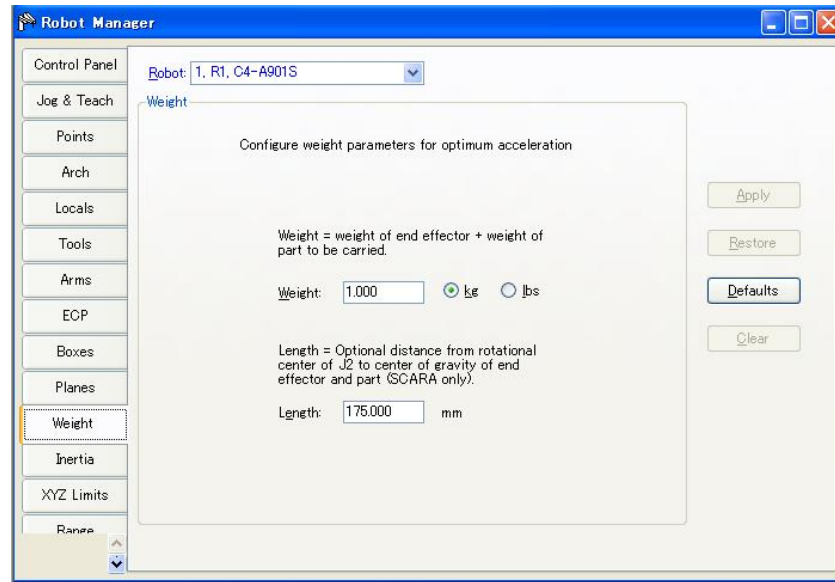 Robot Manager
Control Panel
Jog & Teach
Points
Arch
Locals
Tools
Arms
ECP
Boxes
Planes
Weight
Inertia
XYZ Limits
Range
Robot: 1, R1, C4-A901S
Weight
Configure weight parameters for optimum acceleration
Weight = weight of end effector + weight of
part to be carried.
Weight: 1.000 kg lbs
Length = Optional distance from rotational
center of J2 to center of gravity of end
effector and part (SCARA only).
Length: 175.000 mm
Apply
Restore
Defaults
Clear